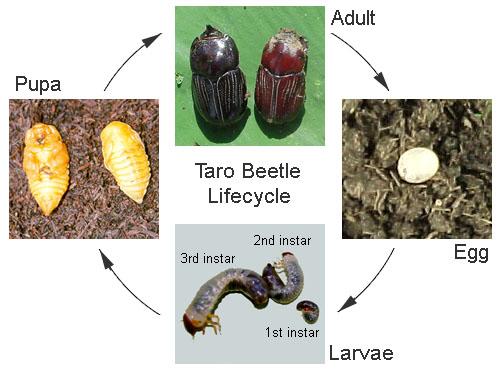 Adult
Pupa
Taro Beetle
Lifecycle
Egg
2nd instar
3rd instar
1st instar
Larvae